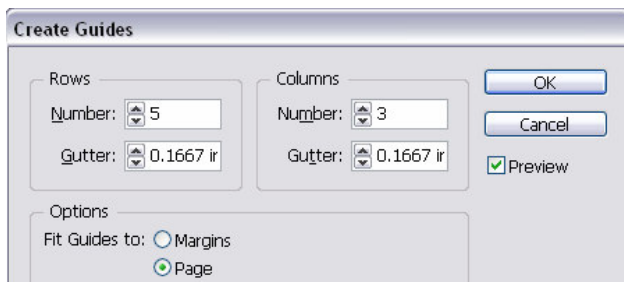 Create Guides
Rows
Number: 5
Gutter: 0.1667 ir
Columns
Number: 3
Gutter: 0.1667 ir
OK
Cancel
Preview
Options
Fit Guides to: Margins
Page